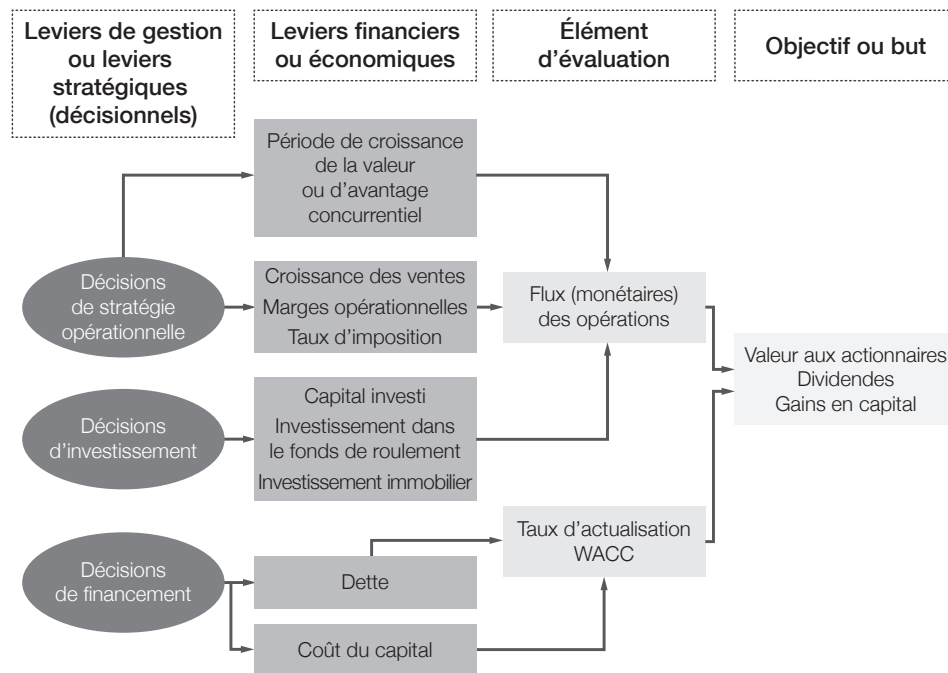 Leviers de gestion
ou leviers
stratégiques
(décisionnels)
Leviers financiers
ou économiques
Élément
d'évaluation
Objectif ou but
Période de croissance
de la valeur
ou d'avantage
concurrentiel
Décisions
de stratégie
opérationnelle
Croissance des ventes
Marges opérationnelles
Taux d'imposition
Flux (monétaires)
des opérations
Valeur aux actionnaires
Dividendes
Gains en capital
Décisions
d'investissement
Capital investi
Investissement dans
le fonds de roulement
Investissement immobilier
Taux d'actualisation
WACC
Décisions
de financement
Dette
Coût du capital